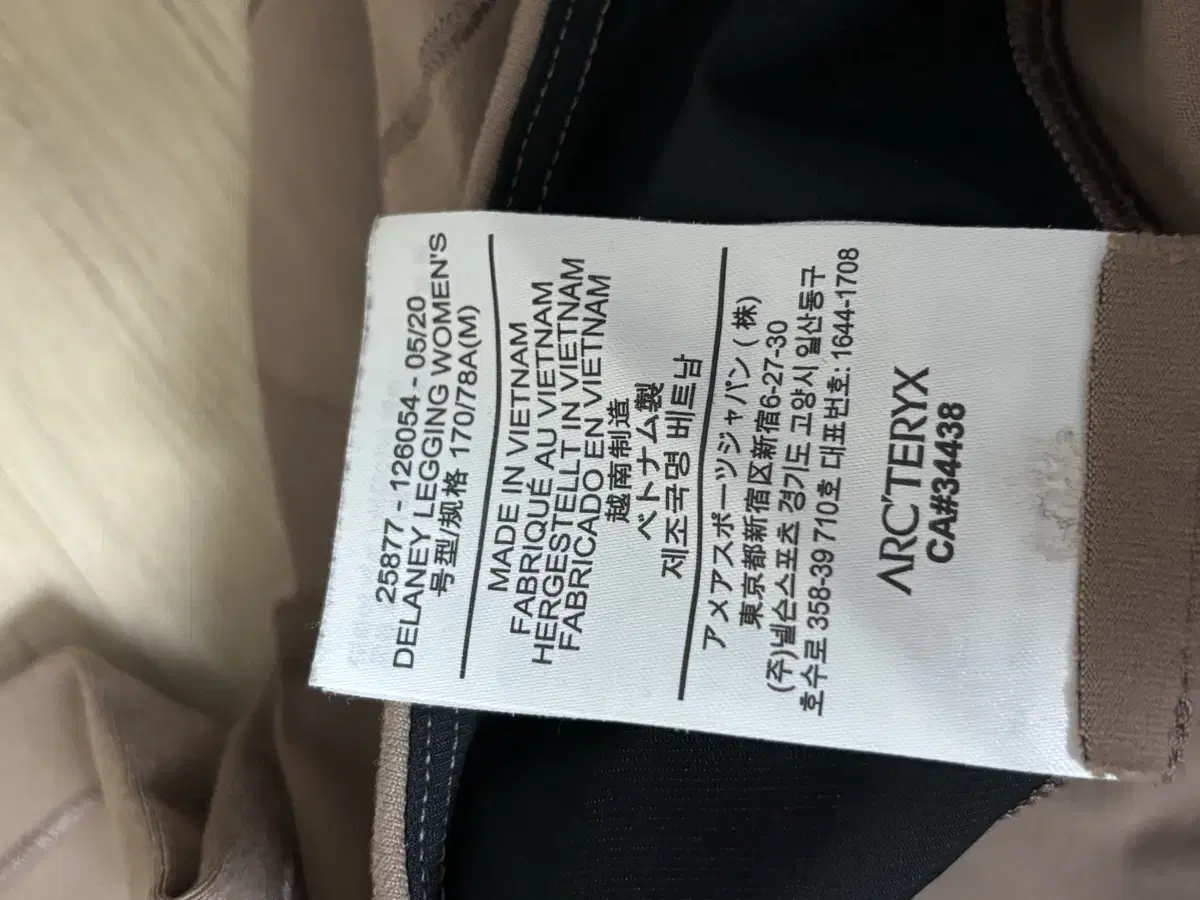 25877 - 126054 - 05/20
DELANEY LEGGING WOMEN'S
号型/规格 170/78A(M)
MADE IN VIETNAM
FABRIQUÉ AU VIETNAM
HERGESTELLT IN VIETNAM
FABRICADO EN VIETNAM
越南制造
ベトナム製
제조국명 베트남
アメアスポーツジャパン (株)
東京都新宿区新宿6-27-30
(주)넬슨스포츠 경기도 고양시 일산동구
호수로 358-39 710호 대표번호: 1644-1708
ARC'TERYX
CA#34438